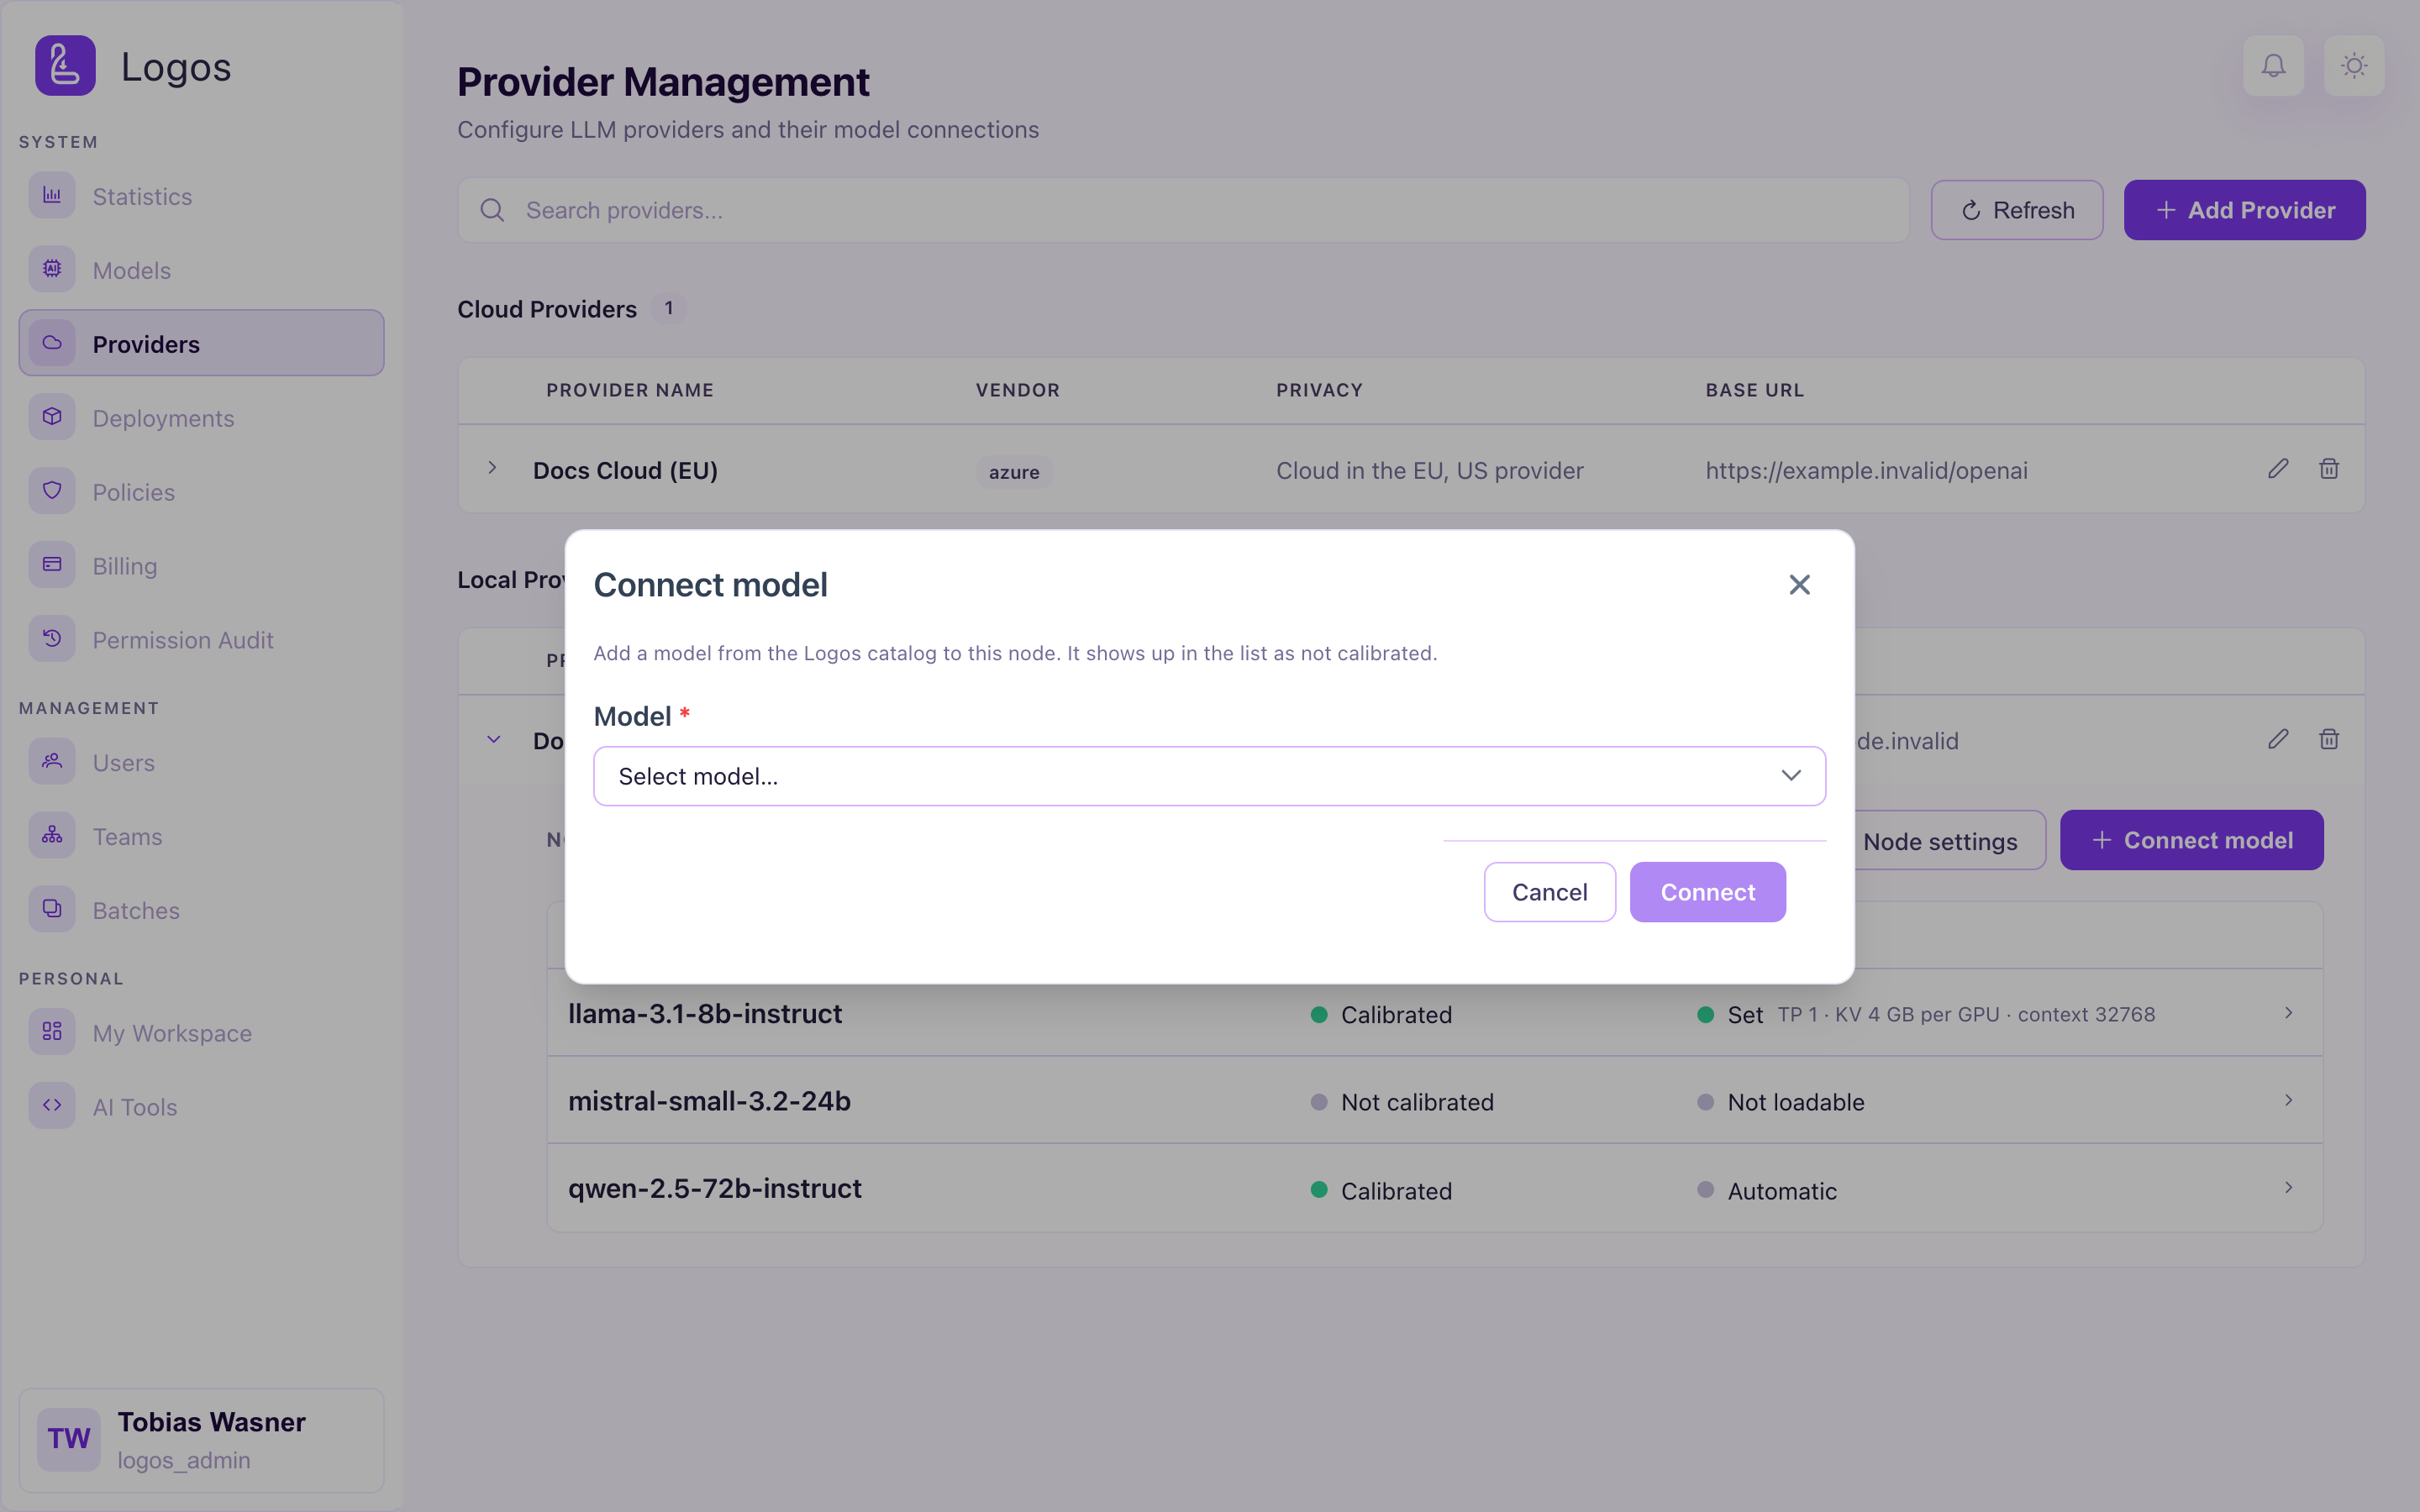 Logos
SYSTEM
Statistics
Models
Providers
Deployments
Policies
Billing
Permission Audit
MANAGEMENT
Users
Teams
Batches
PERSONAL
My Workspace
AI Tools
TW
Tobias Wasner
logos_admin
Provider Management
Configure LLM providers and their model connections
Search providers...
Refresh
Add Provider
Cloud Providers 1
PROVIDER NAME VENDOR PRIVACY BASE URL
Docs Cloud (EU) azure Cloud in the EU, US provider https://example.invalid/openai
Local
de.invalid
Node settings
Connect model
Connect model
Add a model from the Logos catalog to this node. It shows up in the list as not calibrated.
Model *
Select model...
Cancel
Connect
llama-3.1-8b-instruct Calibrated Set TP 1 · KV 4 GB per GPU · context 32768
mistral-small-3.2-24b Not calibrated Not loadable
qwen-2.5-72b-instruct Calibrated Automatic